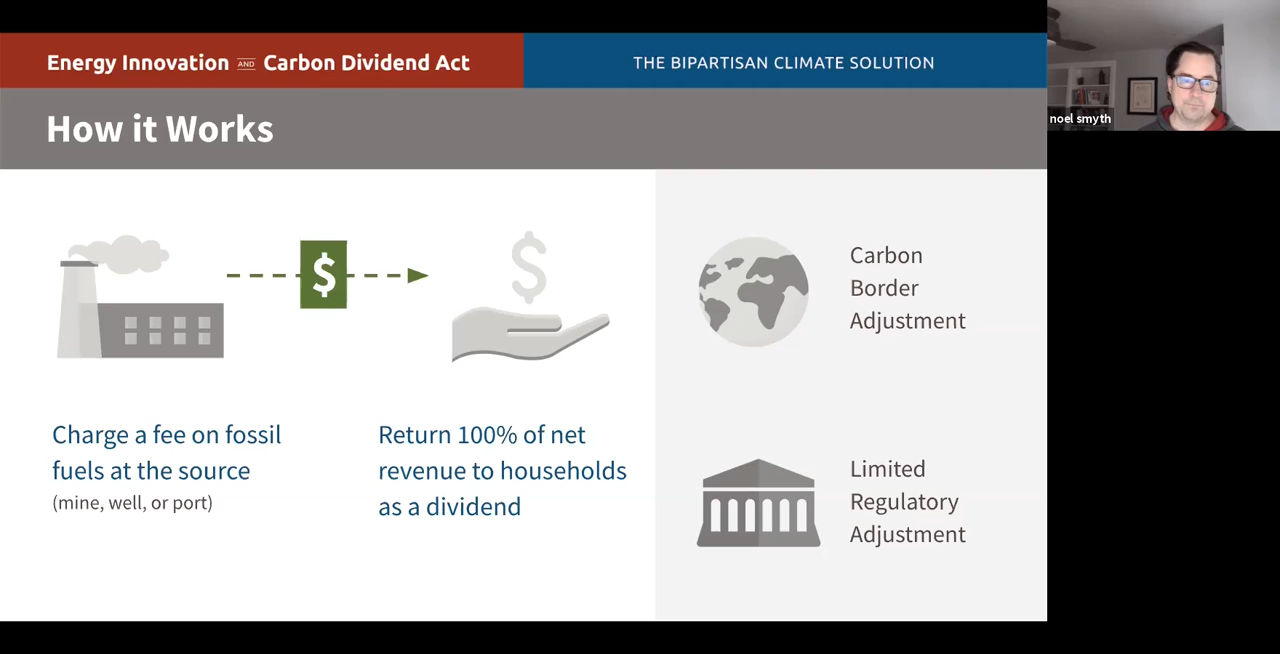 Energy Innovation AND Carbon Dividend Act
THE BIPARTISAN CLIMATE SOLUTION
noel smyth
How it Works
$
$
Charge a fee on fossil
fuels at the source
(mine, well, or port)
Return 100% of net
revenue to households
as a dividend
Carbon
Border
Adjustment
Limited
Regulatory
Adjustment